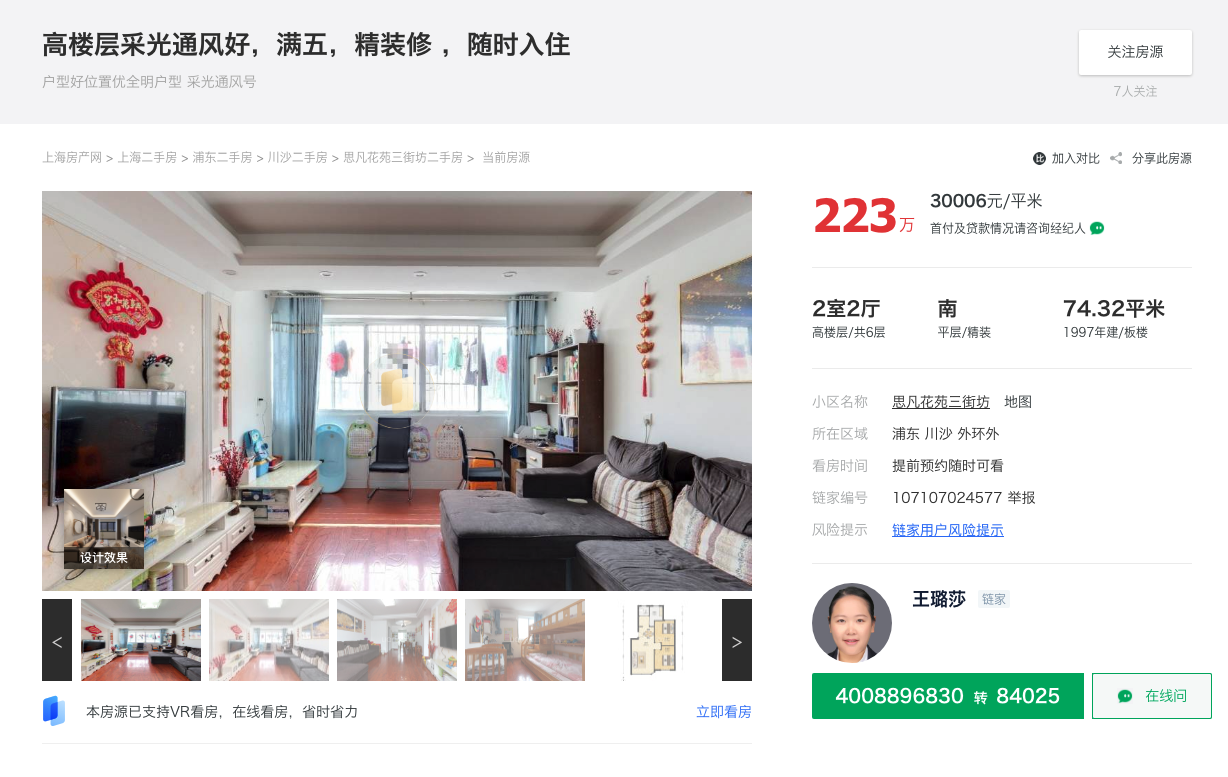 高楼层采光通风好，满五，精装修 ，随时入住
户型好位置优全明户型 采光通风号
关注房源
7人关注
上海房产网 > 上海二手房 > 浦东二手房 > 川沙二手房 > 思凡花苑三街坊二手房 > 当前房源
比 加入对比 分享此房源
223万
30006元/平米
首付及贷款情况请咨询经纪人
2室2厅 南 74.32平米
高楼层/共6层 平层/精装 1997年建/板楼
小区名称 思凡花苑三街坊 地图
所在区域 浦东 川沙 外环外
看房时间 提前预约随时可看
链家编号 107107024577 举报
风险提示 链家用户风险提示
设计效果
王璐莎 链家
< >
4008896830 转 84025
在线问
本房源已支持VR看房，在线看房，省时省力 立即看房